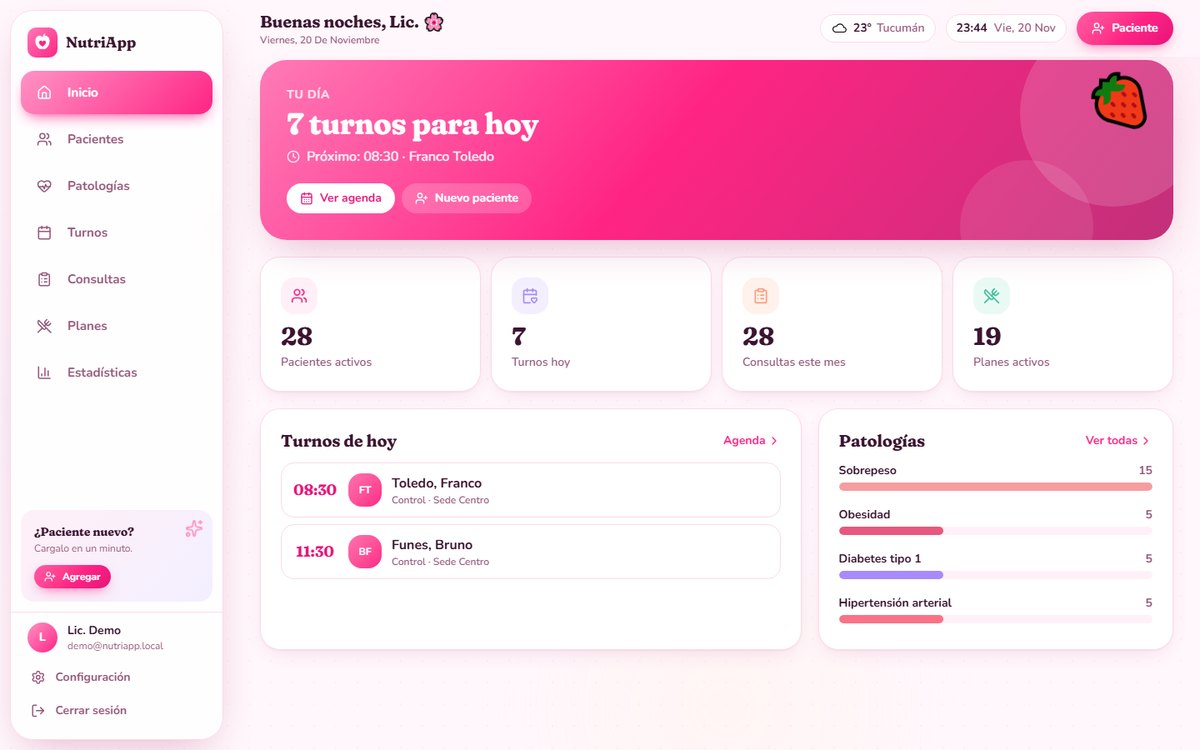 NutriApp
Inicio
Pacientes
Patologías
Turnos
Consultas
Planes
Estadísticas
¿Paciente nuevo?
Cargalo en un minuto.
Agregar
L
Lic. Demo
demo@nutriapp.local
Configuración
Cerrar sesión
Buenas noches, Lic.
Viernes, 20 De Noviembre
23° Tucumán
23:44 Vie, 20 Nov
Paciente
TU DÍA
7 turnos para hoy
Próximo: 08:30 · Franco Toledo
Ver agenda
Nuevo paciente
28
Pacientes activos
7
Turnos hoy
28
Consultas este mes
19
Planes activos
Turnos de hoy
Agenda
08:30
FT
Toledo, Franco
Control · Sede Centro
11:30
BF
Funes, Bruno
Control · Sede Centro
Patologías
Ver todas
Sobrepeso 15
Obesidad 5
Diabetes tipo 1 5
Hipertensión arterial 5